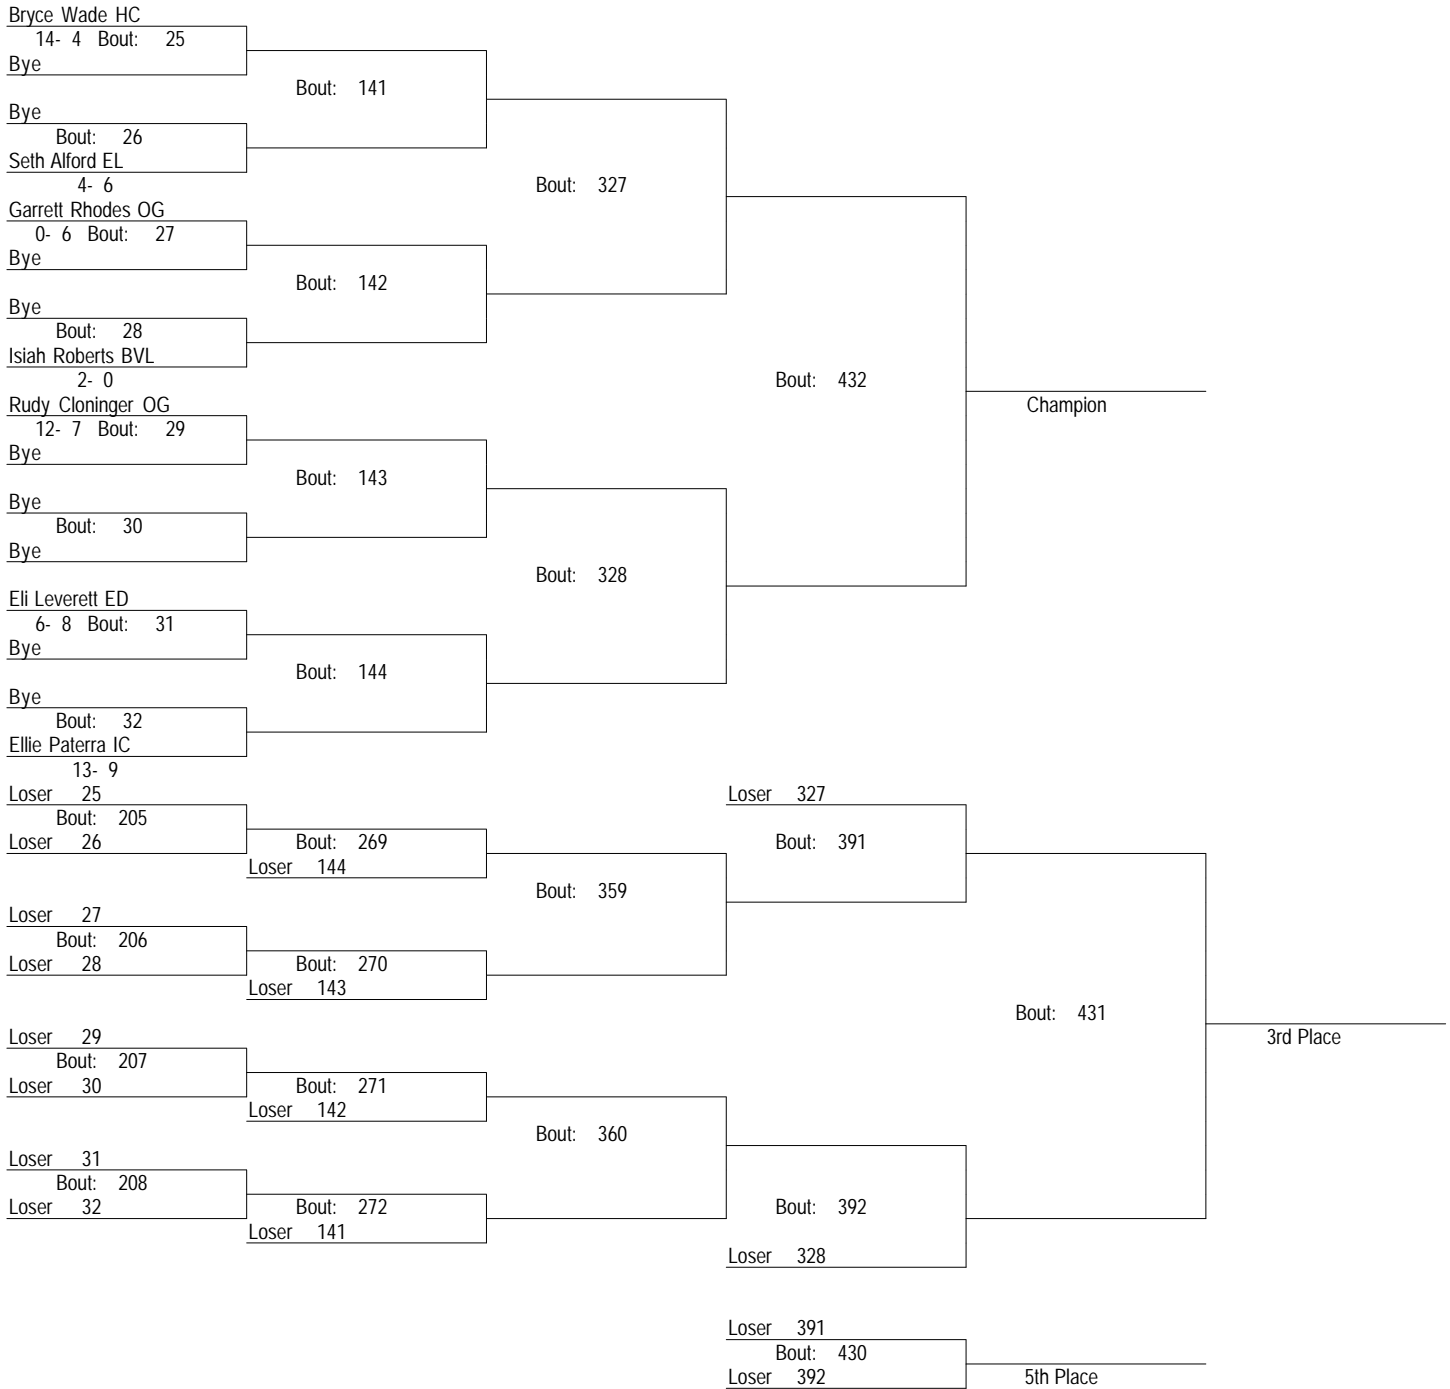 Bryce Wade HC
14- 4 Bout: 25
Bye
Bout: 141
Bye
Bout: 26
Seth Alford EL
4- 6
Bout: 327
Garrett Rhodes OG
0- 6 Bout: 27
Bye
Bout: 142
Bye
Bout: 28
Isiah Roberts BVL
2- 0
Bout: 432
Champion
Rudy Cloninger OG
12- 7 Bout: 29
Bye
Bout: 143
Bye
Bout: 30
Bye
Bout: 328
Eli Leverett ED
6- 8 Bout: 31
Bye
Bout: 144
Bye
Bout: 32
Ellie Paterra IC
13- 9
Loser 25
Loser 327
Bout: 205
Loser 26
Bout: 269
Bout: 391
Loser 144
Bout: 359
Loser 27
Bout: 206
Loser 28
Bout: 270
Loser 143
Bout: 431
Loser 29
3rd Place
Bout: 207
Loser 30
Bout: 271
Loser 142
Bout: 360
Loser 31
Bout: 208
Loser 32
Bout: 272
Bout: 392
Loser 141
Loser 328
Loser 391
Bout: 430
Loser 392
5th Place